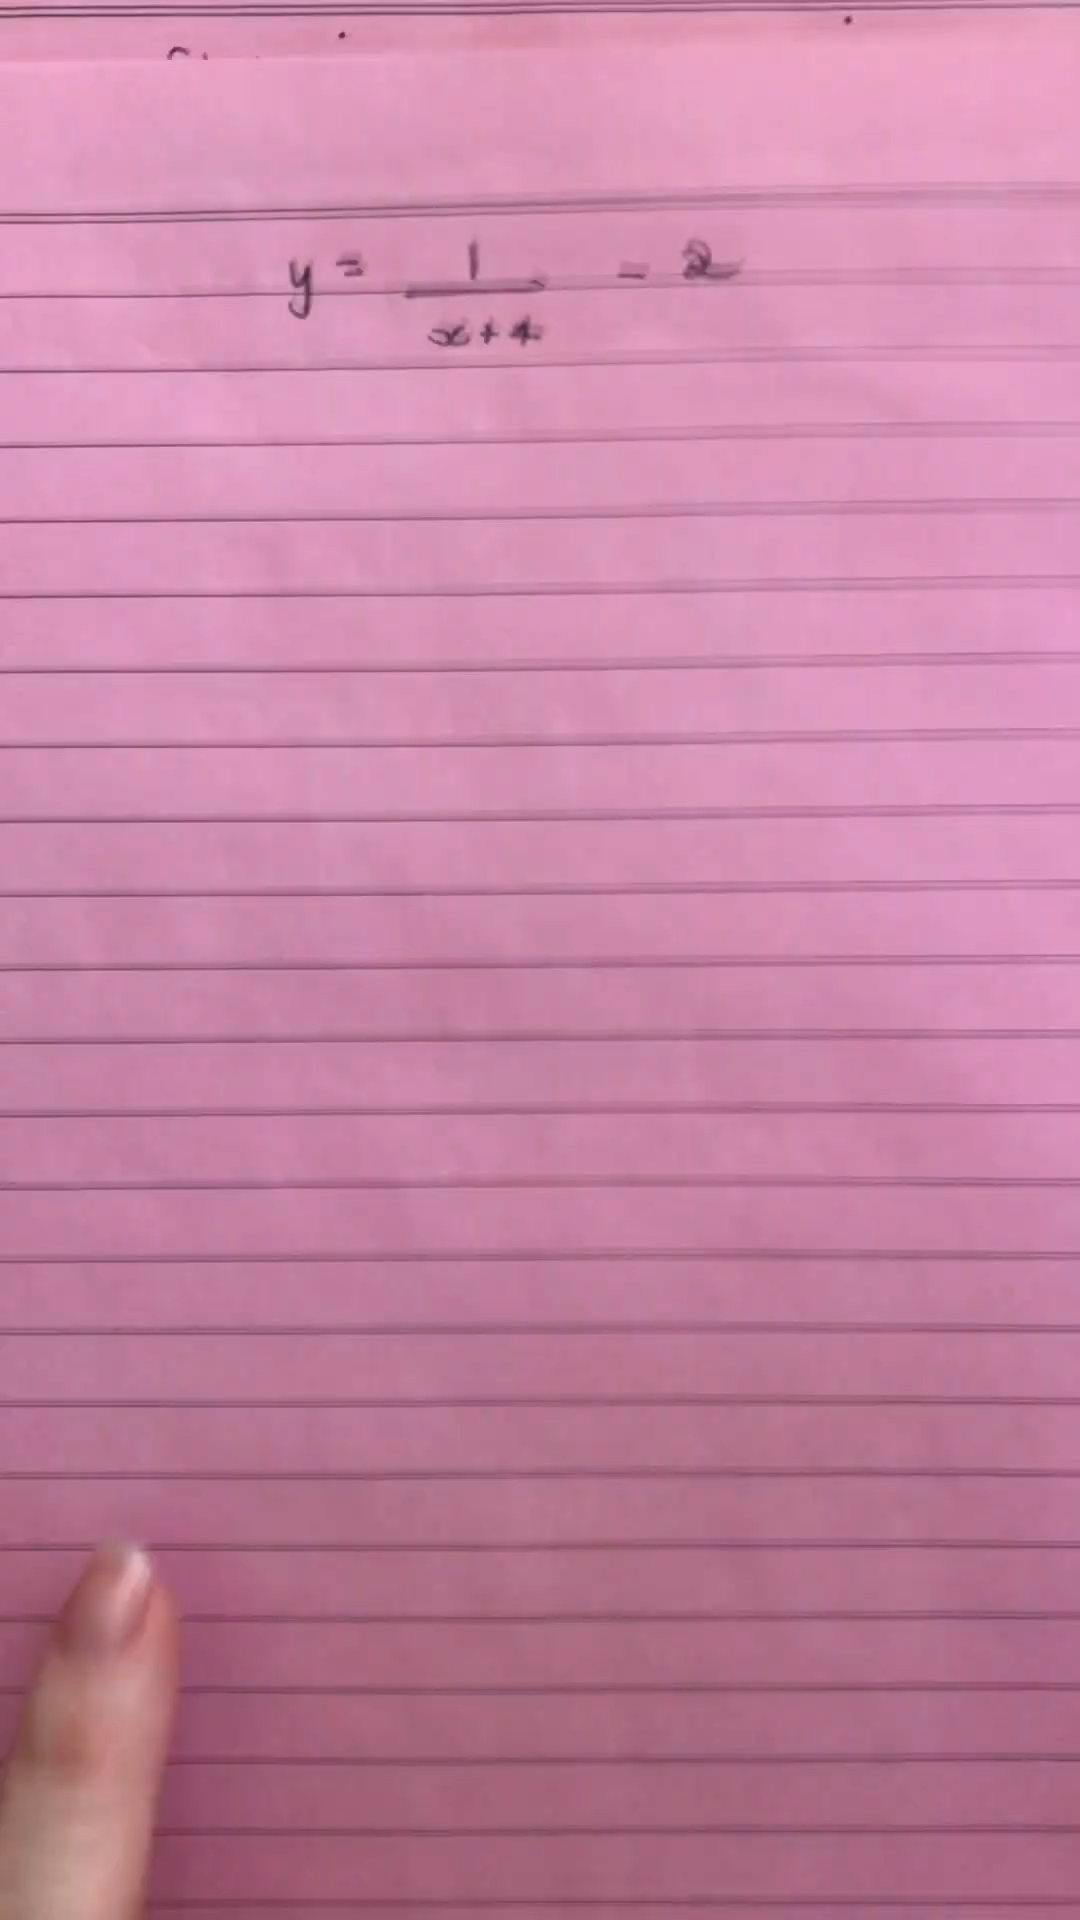 y = 1/(x+4) - 2